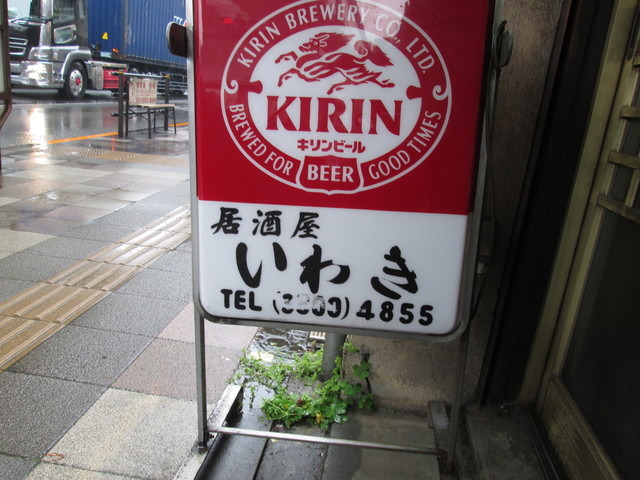 KIRIN BREWERY CO., LTD.
KIRIN
キリンビール
BREWED FOR GOOD TIMES
BEER
居酒屋
いわき
TEL (3800) 4855